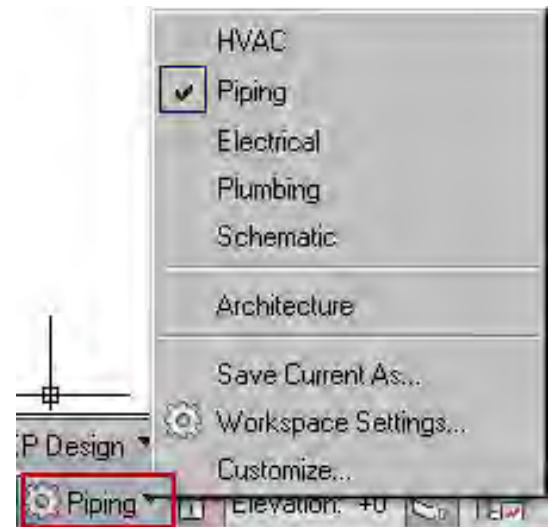 HVAC
Piping
Electrical
Plumbing
Schematic
Architecture
Save Current As...
Workspace Settings...
Customize...
P Design
Piping
Elevation: +0